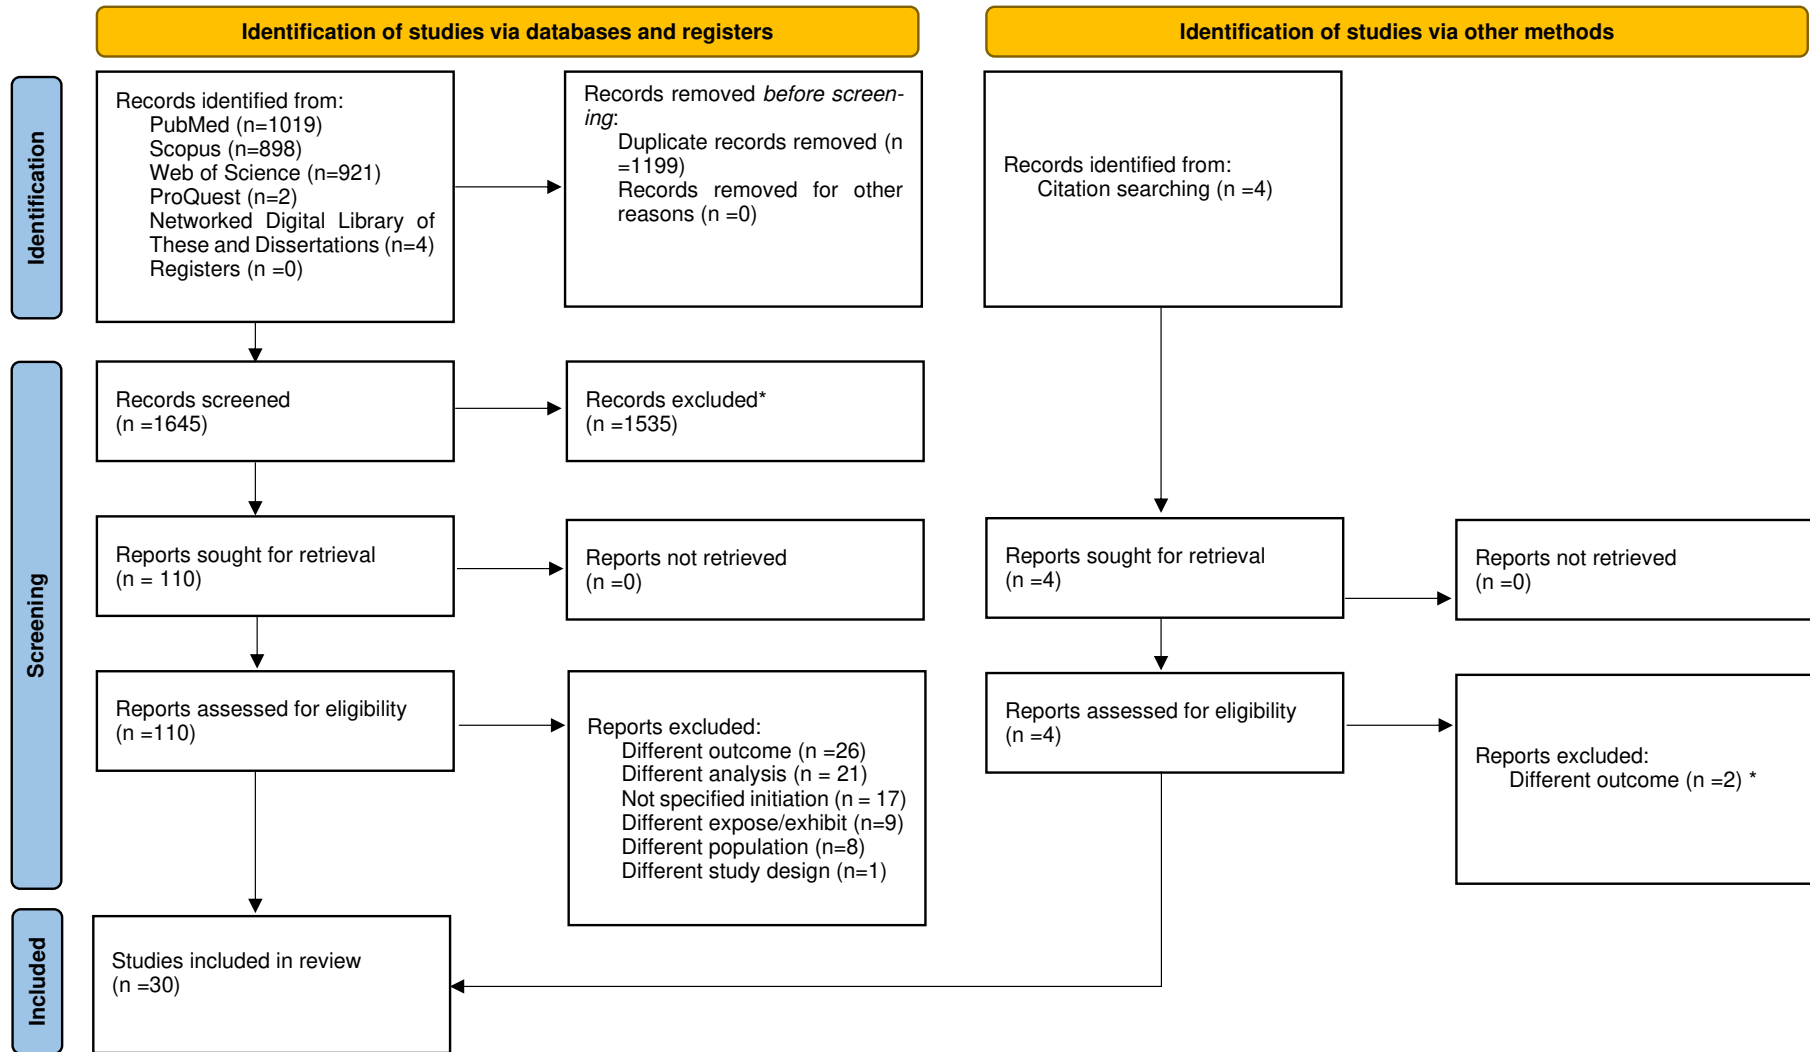 Identification of studies via databases and registers
Identification of studies via other methods
Identification
Records identified from:
PubMed (n=1019)
Scopus (n=898)
Web of Science (n=921)
ProQuest (n=2)
Networked Digital Library of
These and Dissertations (n=4)
Registers (n =0)
Records removed before screen-
ing:
Duplicate records removed (n
=1199)
Records removed for other
reasons (n =0)
Records identified from:
Citation searching (n =4)
Screening
Records screened
(n =1645)
Records excluded*
(n =1535)
Reports sought for retrieval
(n = 110)
Reports not retrieved
(n =0)
Reports sought for retrieval
(n =4)
Reports not retrieved
(n =0)
Reports assessed for eligibility
(n =110)
Reports excluded:
Different outcome (n =26)
Different analysis (n = 21)
Not specified initiation (n = 17)
Different expose/exhibit (n=9)
Different population (n=8)
Different study design (n=1)
Reports assessed for eligibility
(n =4)
Reports excluded:
Different outcome (n =2) *
Included
Studies included in review
(n =30)